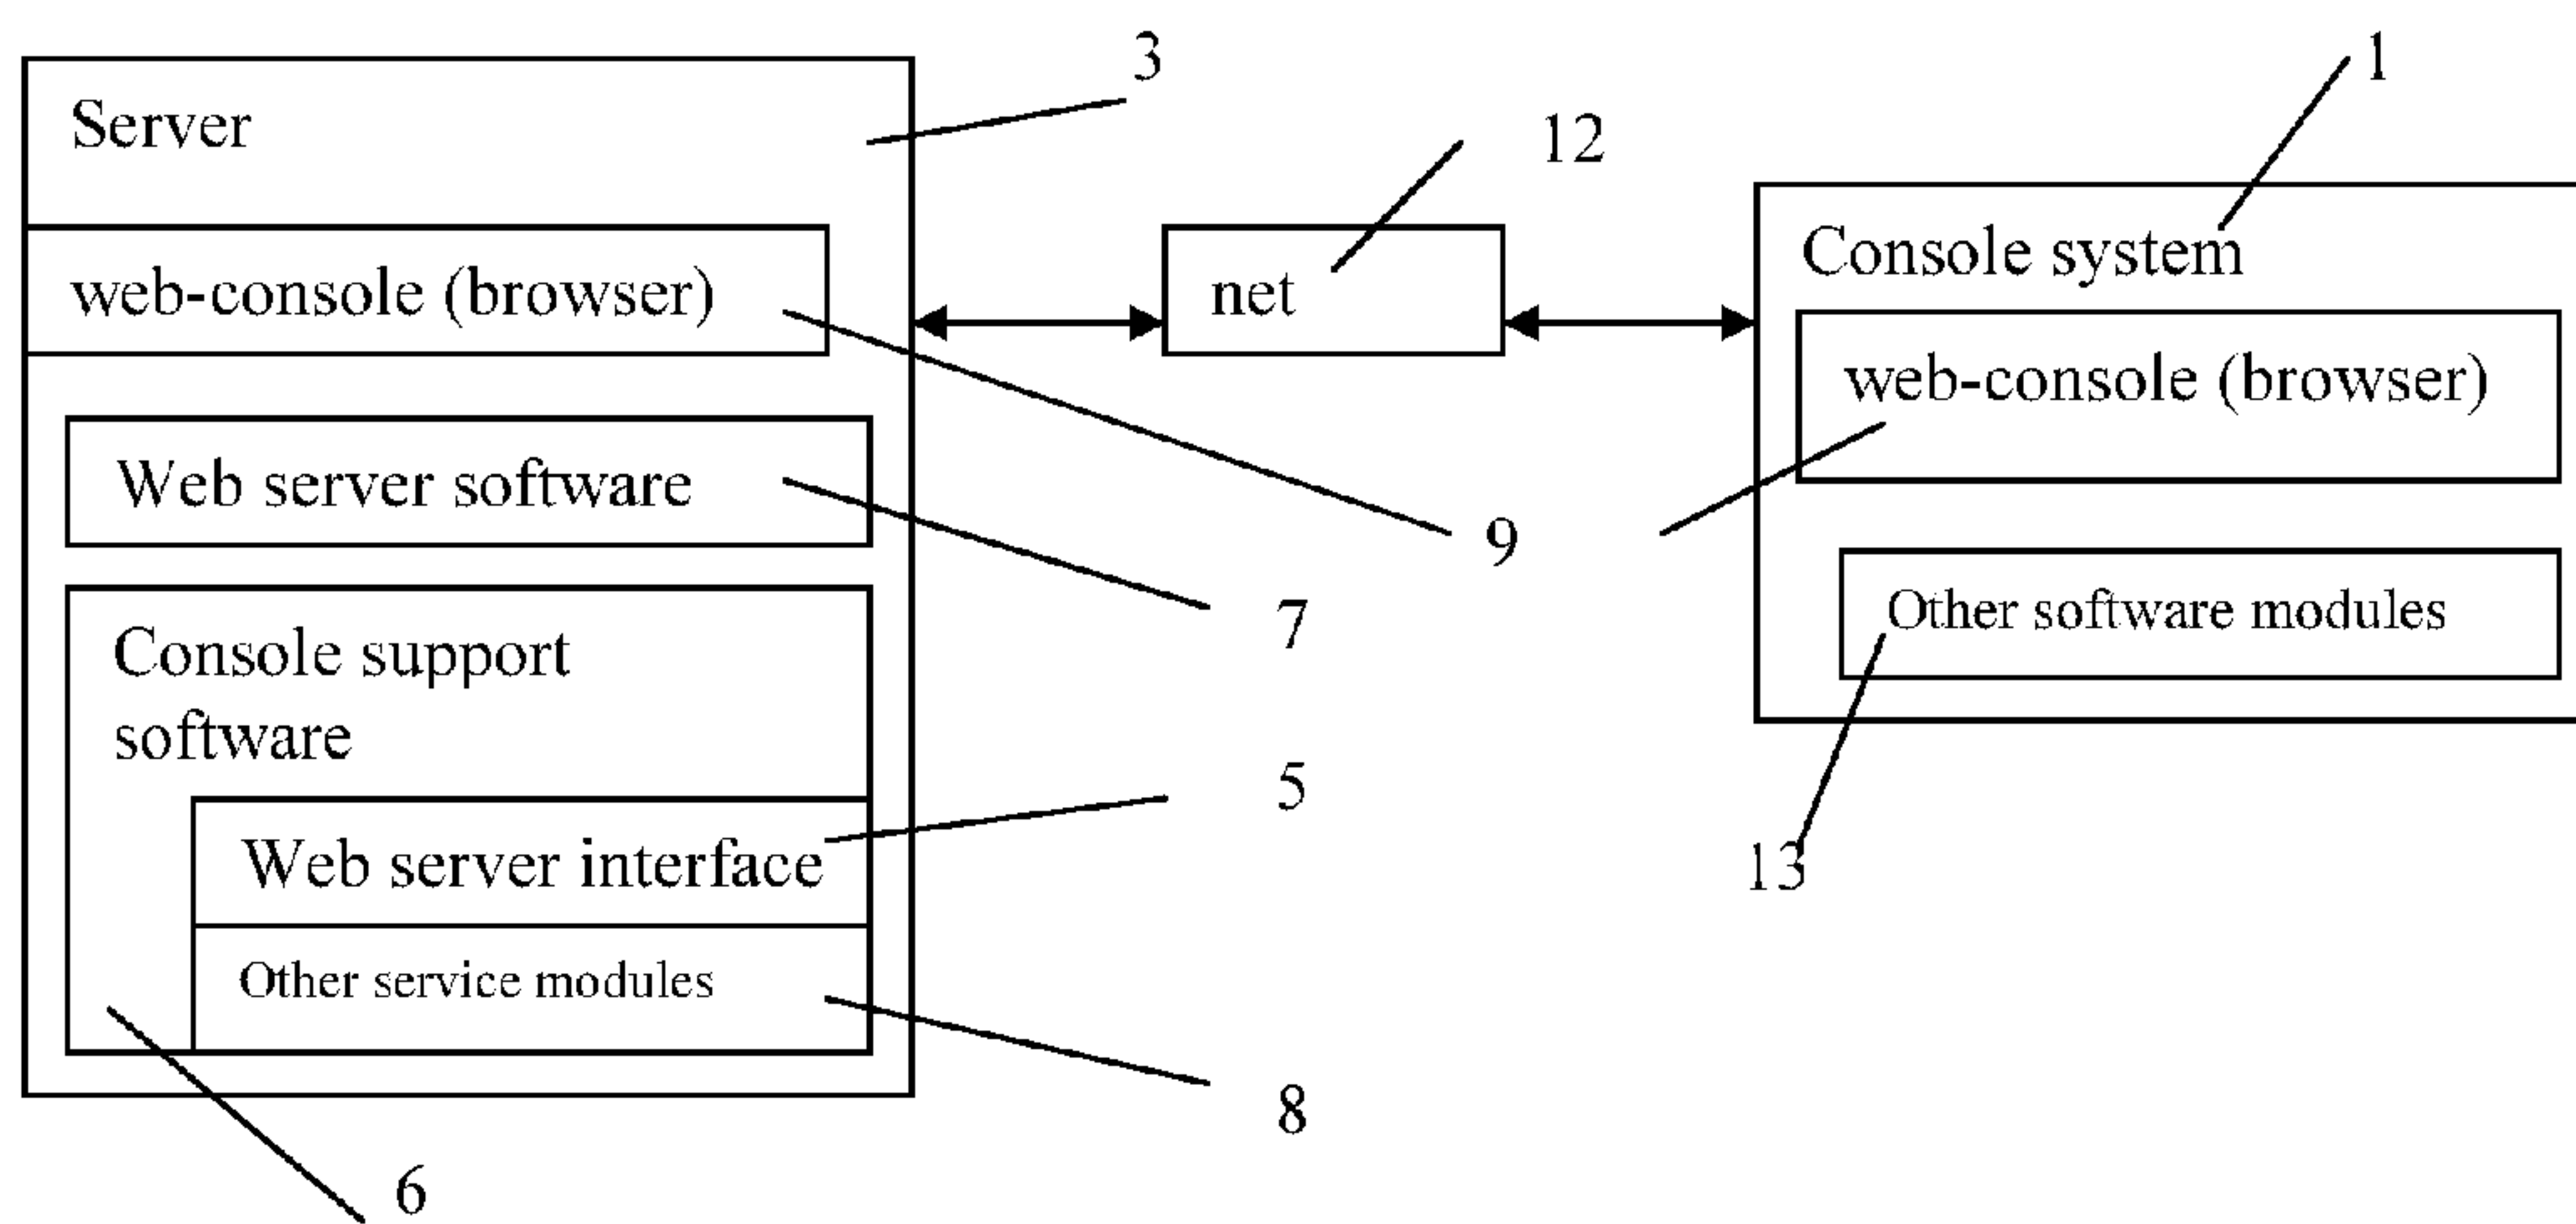 Server
web-console (browser)
Web server software
Console support
software
Web server interface
Other service modules
3
12
net
9
7
5
8
6
1
Console system
web-console (browser)
Other software modules
13